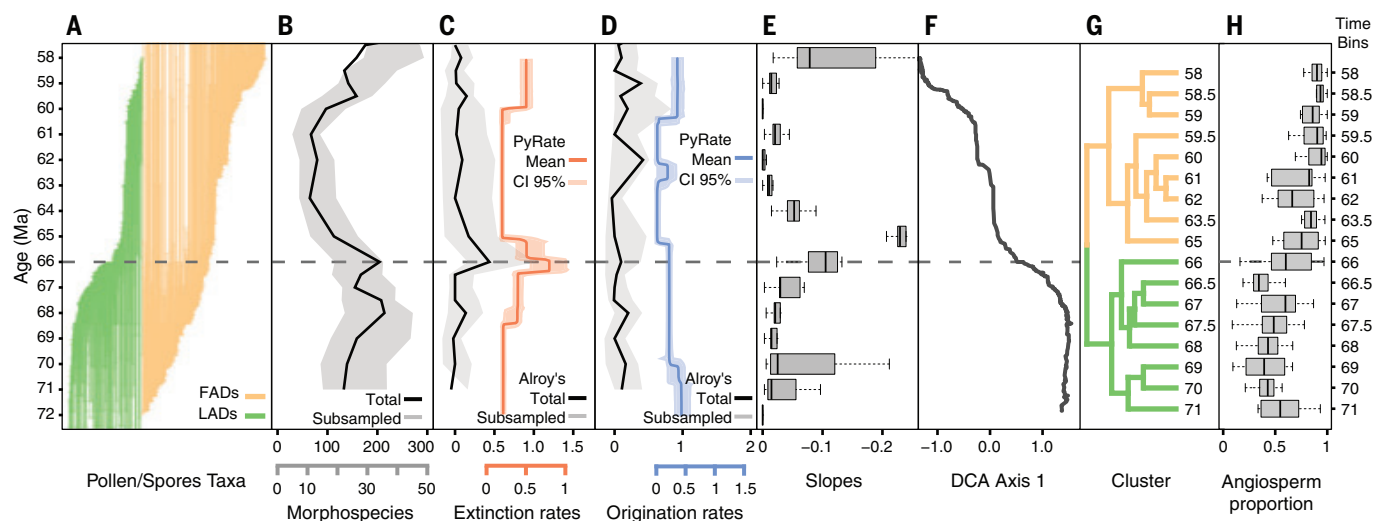 A B C D E F G H Time
Bins
58 58 58
59 58.5 58.5
60 59 59
61 PyRate PyRate 59.5 59.5
62 Mean Mean 60 60
63 CI 95% CI 95% 61 61
64 62 62
65 63.5 63.5
Age (Ma) 65 65
66 66 66
67 66.5 66.5
68 67 67
69 67.5 67.5
70 68 68
71 FADs Total Alroy's Total Alroy's Total 69 69
72 LADs Subsampled Subsampled Subsampled 70 70
71 71
0 100 200 300 0 0.5 1.0 1.5 0 1 2 0 −0.1 −0.2 −1.0 0.0 1.0 0 0.5 1
Pollen/Spores Taxa Slopes DCA Axis 1 Cluster Angiosperm
proportion
0 10 30 50 0 0.5 1 0 0.5 1 1.5
Morphospecies Extinction rates Origination rates